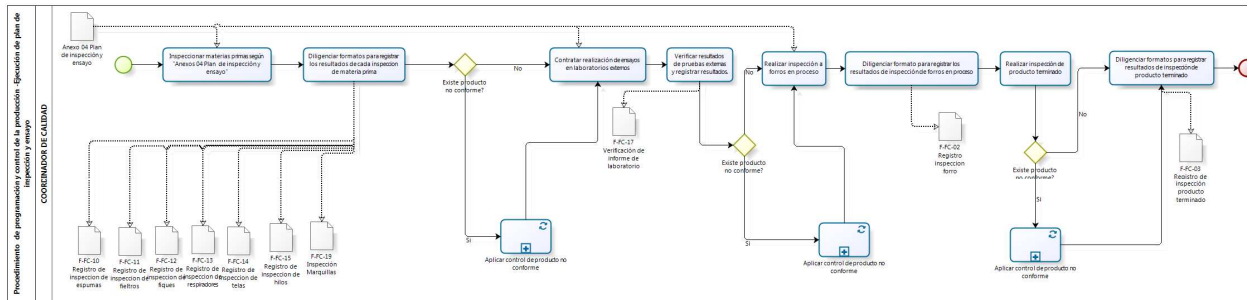 Procedimiento de programación y control de la producción - Ejecución de plan de
inspección y ensayo
COORDINADOR DE CALIDAD
Anexo 04 Plan
de inspección y
ensayo
Inspeccionar materias primas según
"Anexos 04 Plan de inspección y
ensayo"
Diligenciar formatos para registrar
los resultados de cada inspección
de materia prima
Existe producto
no conforme?
No
Si
Contratar realización de ensayos
en laboratorios externos
Verificar resultados
de pruebas externas
y registrar resultados.
F-FC-17
Verificación de
informe de
laboratorio
Existe producto
no conforme?
No
Si
Realizar inspección a
forros en proceso
Diligenciar formato para registrar los
resultados de inspección de forros en proceso
F-FC-02
Registro
inspeccion
forro
Realizar inspección de
producto terminado
Existe producto
no conforme?
No
Si
Diligenciar formatos para registrar
resultados de inspección de
producto terminado
F-FC-03
Registro de
inspección
producto
terminado
F-FC-10
Registro de
inspeccion de
espumas
F-FC-11
Registro de
inspeccion de
fieltros
F-FC-12
Registro de
inspeccion de
fiques
F-FC-13
Registro de
inspeccion de
respiradores
F-FC-14
Registro de
inspeccion de
telas
F-FC-15
Registro de
inspeccion de
hilos
F-FC-19
Inspección
Marquillas
Aplicar control de producto no
conforme
Aplicar control de producto no
conforme
Aplicar control de producto no
conforme